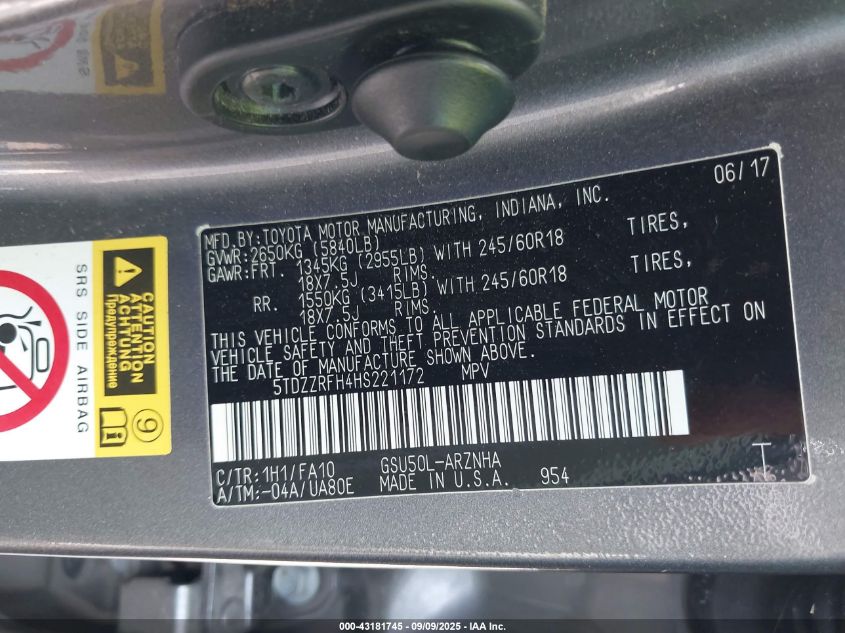 06/17
MFD.BY:TOYOTA MOTOR MANUFACTURING, INDIANA, INC.
GVWR:2650KG (5840LB)
GAWR:FRT. 1345KG (2955LB) WITH 245/60R18 TIRES,
18X7.5J RIMS.
RR. 1550KG (3415LB) WITH 245/60R18 TIRES,
18X7.5J RIMS.
THIS VEHICLE CONFORMS TO ALL APPLICABLE FEDERAL MOTOR
VEHICLE SAFETY AND THEFT PREVENTION STANDARDS IN EFFECT ON
THE DATE OF MANUFACTURE SHOWN ABOVE.
5TDZZRFH4HS221172 MPV
C/TR:1H1/FA10 GSU50L-ARZNHA
A/TM:-04A/UA80E MADE IN U.S.A. 954 T
SRS SIDE AIRBAG
CAUTION
ATTENTION
ACHTUNG
Предупреждение
9
000-43181745 - 09/09/2025 - IAA Inc.